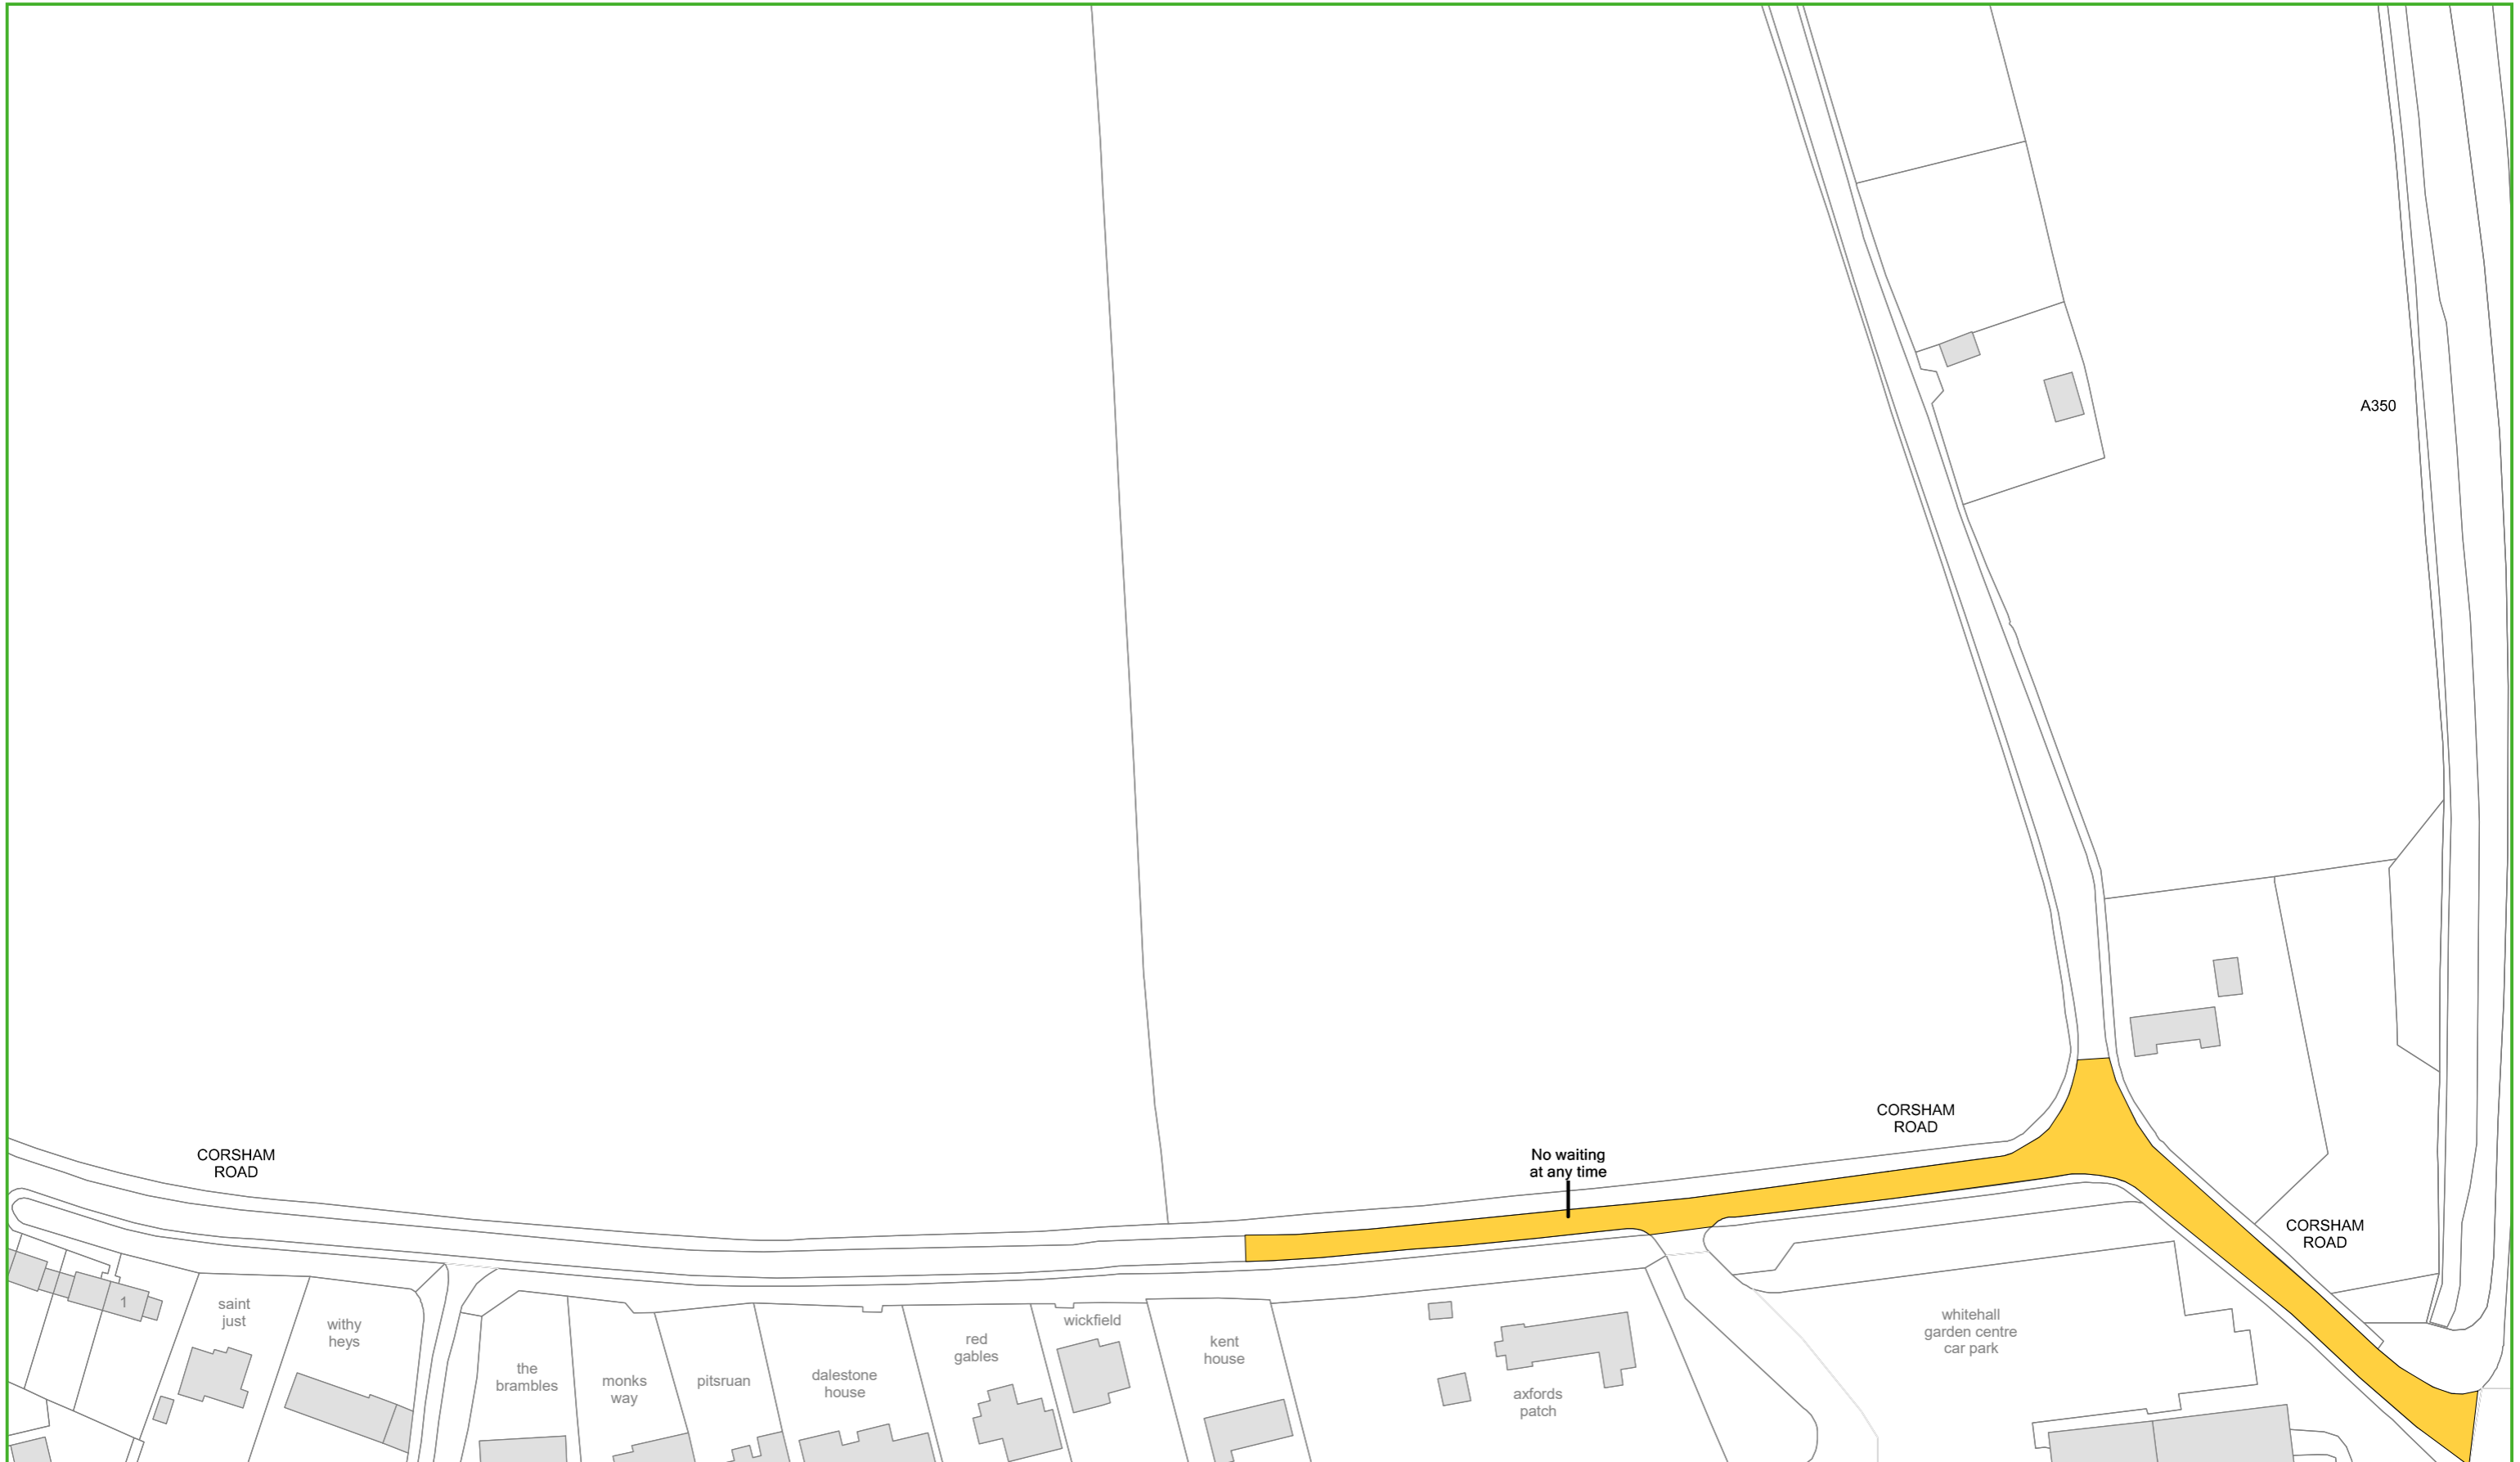 A350
CORSHAM
ROAD
CORSHAM
ROAD
No waiting
at any time
CORSHAM
ROAD
1
saint
just
withy
heys
the
brambles
monks
way
pitsruan
dalestone
house
red
gables
wickfield
kent
house
axfords
patch
whitehall
garden centre
car park